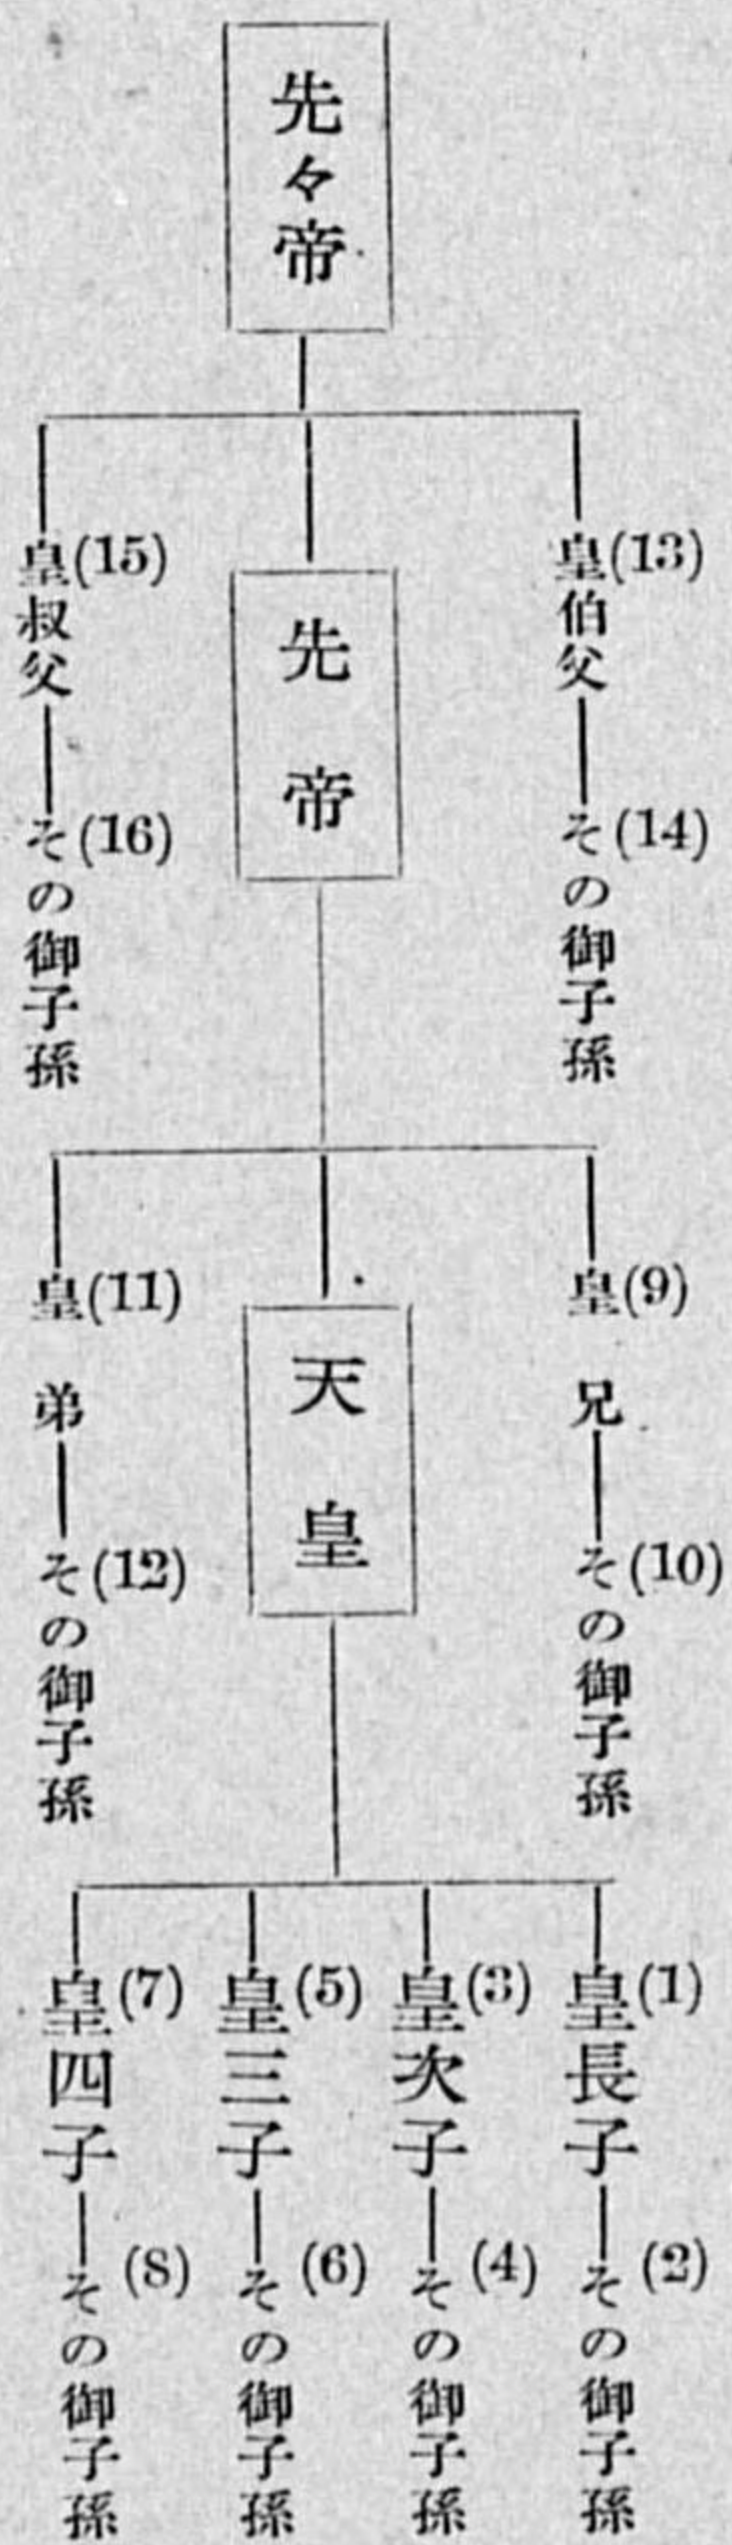 先々帝
(13)
皇伯父
(14)
その御子孫
先帝
(15)
皇叔父
(16)
その御子孫
(9)
皇兄
(10)
その御子孫
天皇
(11)
皇弟
(12)
その御子孫
(1)
皇長子
(2)
その御子孫
(3)
皇次子
(4)
その御子孫
(5)
皇三子
(6)
その御子孫
(7)
皇四子
(8)
その御子孫